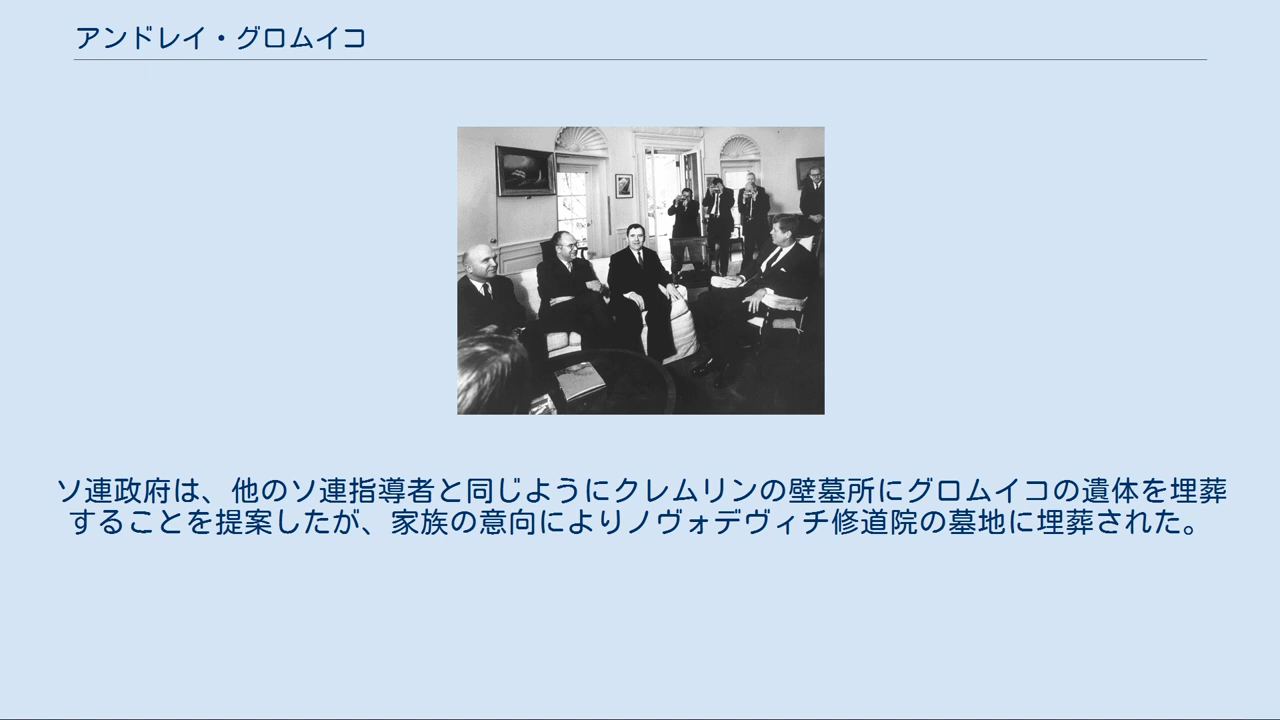 アンドレイ・グロムイコ
ソ連政府は、他のソ連指導者と同じようにクレムリンの壁墓所にグロムイコの遺体を埋葬
することを提案したが、家族の意向によりノヴォデヴィチ修道院の墓地に埋葬された。